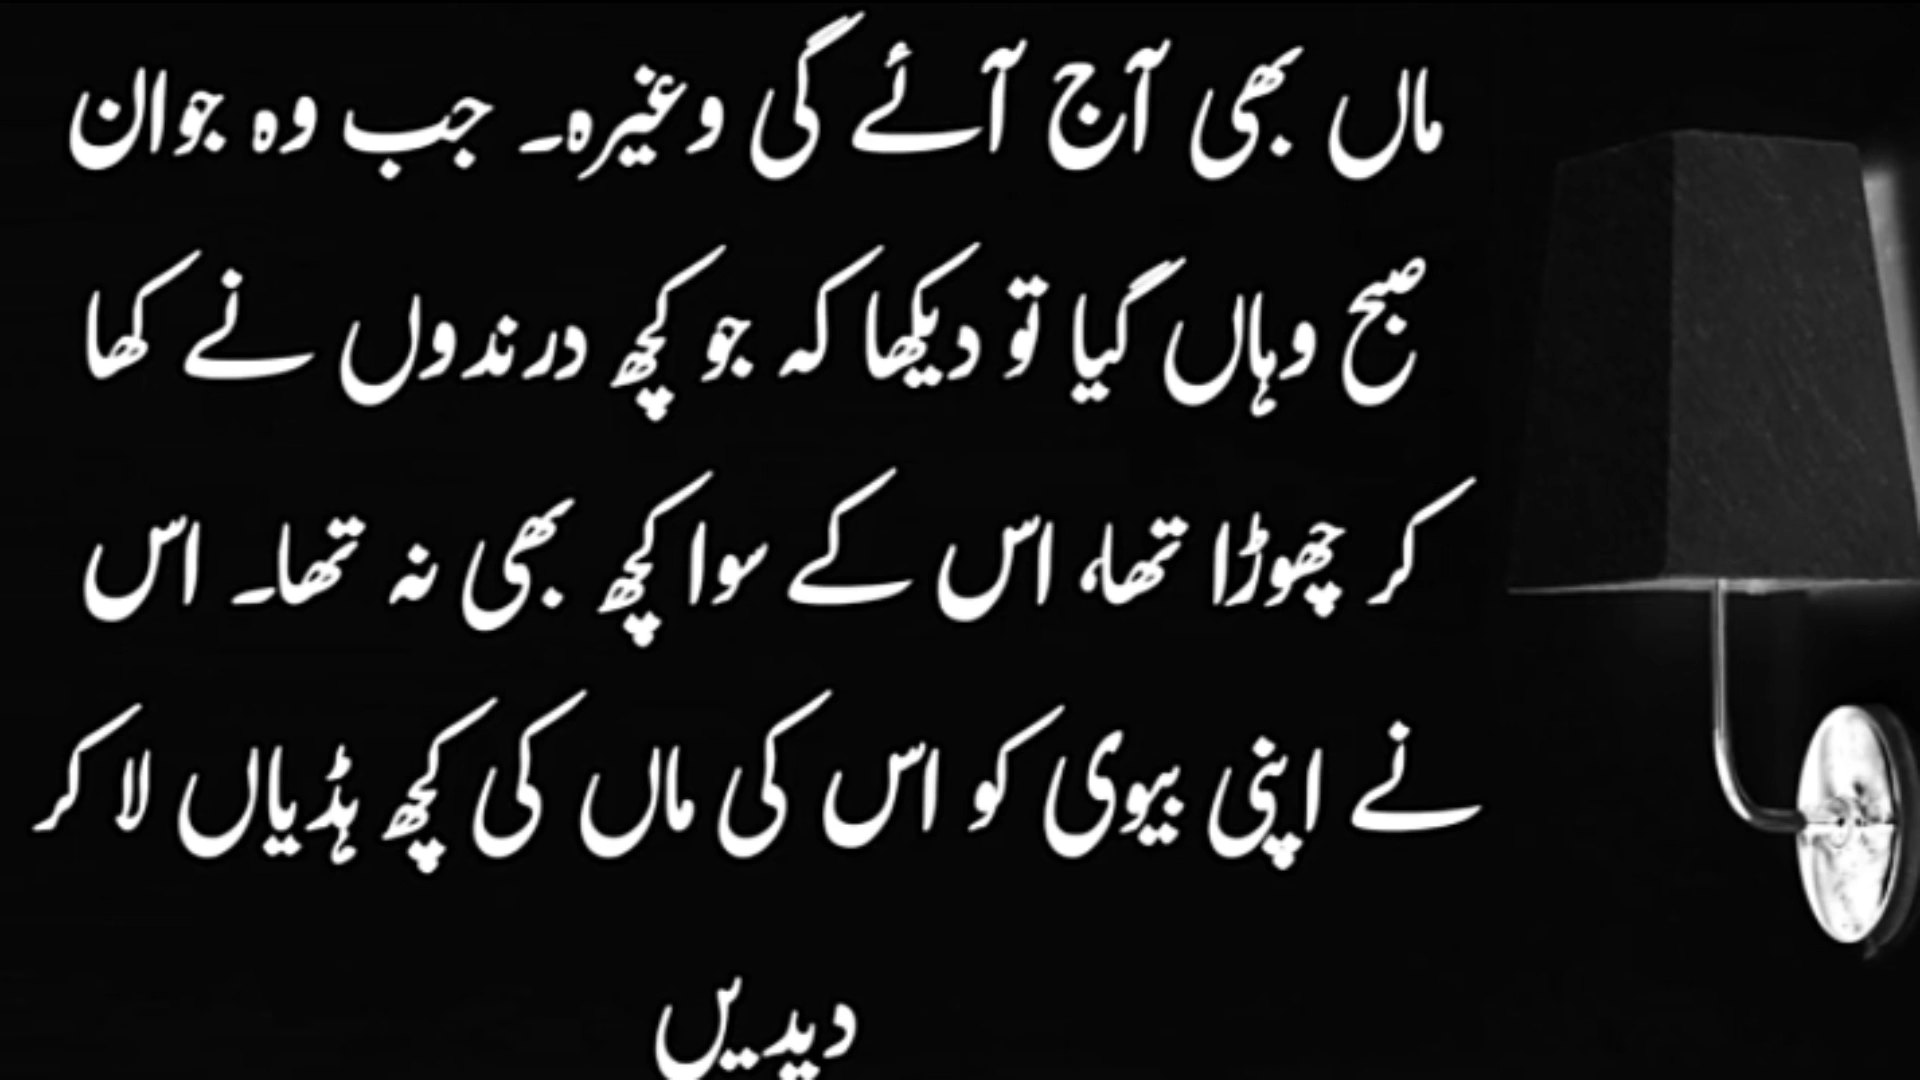 ماں بھی آج آئے گی وغیرہ۔ جب وہ جوان
صبح وہاں گیا تو دیکھا کہ جو کچھ درندوں نے کھا
کر چھوڑا تھا، اس کے سوا کچھ بھی نہ تھا۔ اس
نے اپنی بیوی کو اس کی ماں کی کچھ ہڈیاں لا کر
دیدیں